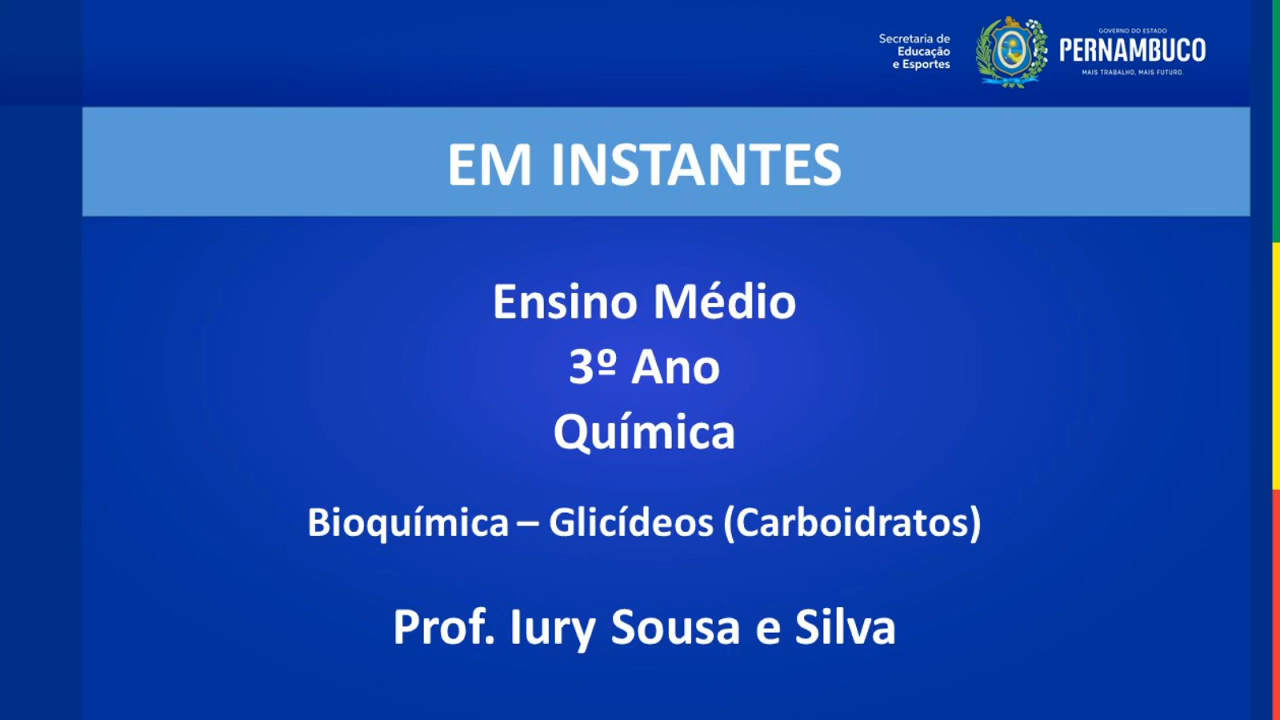 Secretaria de
Educação
e Esportes
GOVERNO DO ESTADO
PERNAMBUCO
MAIS TRABALHO, MAIS FUTURO.
EM INSTANTES
Ensino Médio
3º Ano
Química
Bioquímica – Glicídeos (Carboidratos)
Prof. Iury Sousa e Silva